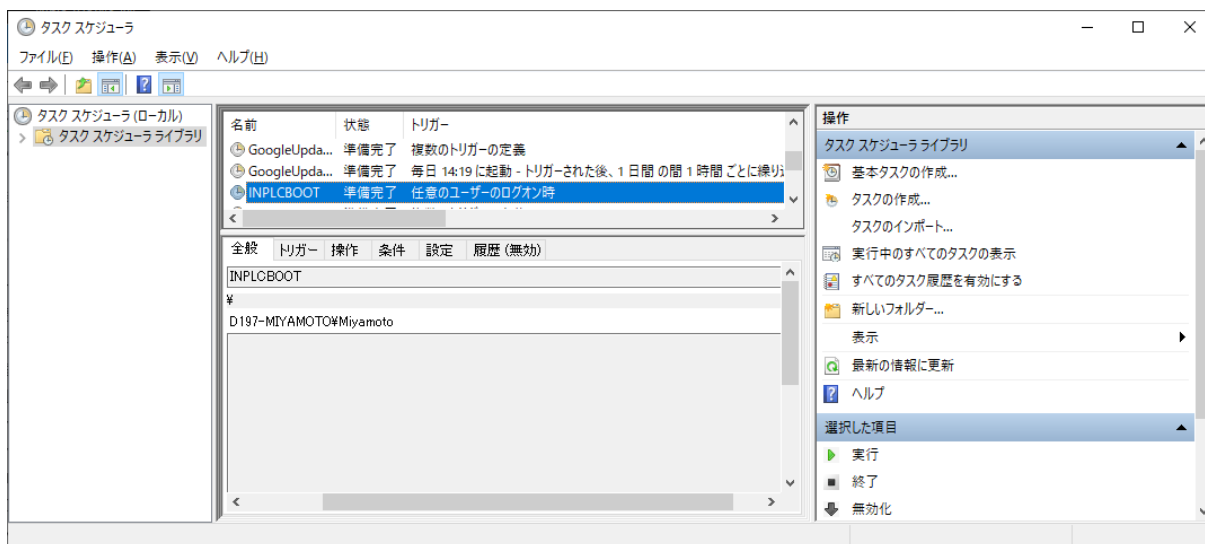 タスク スケジューラ
ファイル(F) 操作(A) 表示(V) ヘルプ(H)
タスク スケジューラ (ローカル)
タスク スケジューラ ライブラリ
名前 状態 トリガー
GoogleUpda... 準備完了 複数のトリガーの定義
GoogleUpda... 準備完了 毎日 14:19 に起動 - トリガーされた後、1 日間 の間 1 時間 ごとに繰り
INPLCBOOT 準備完了 任意のユーザーのログオン時
全般 トリガー 操作 条件 設定 履歴 (無効)
INPLCBOOT
¥
D197-MIYAMOTO¥Miyamoto
操作
タスク スケジューラ ライブラリ
基本タスクの作成...
タスクの作成...
タスクのインポート...
実行中のすべてのタスクの表示
すべてのタスク履歴を有効にする
新しいフォルダー...
表示
最新の情報に更新
ヘルプ
選択した項目
実行
終了
無効化